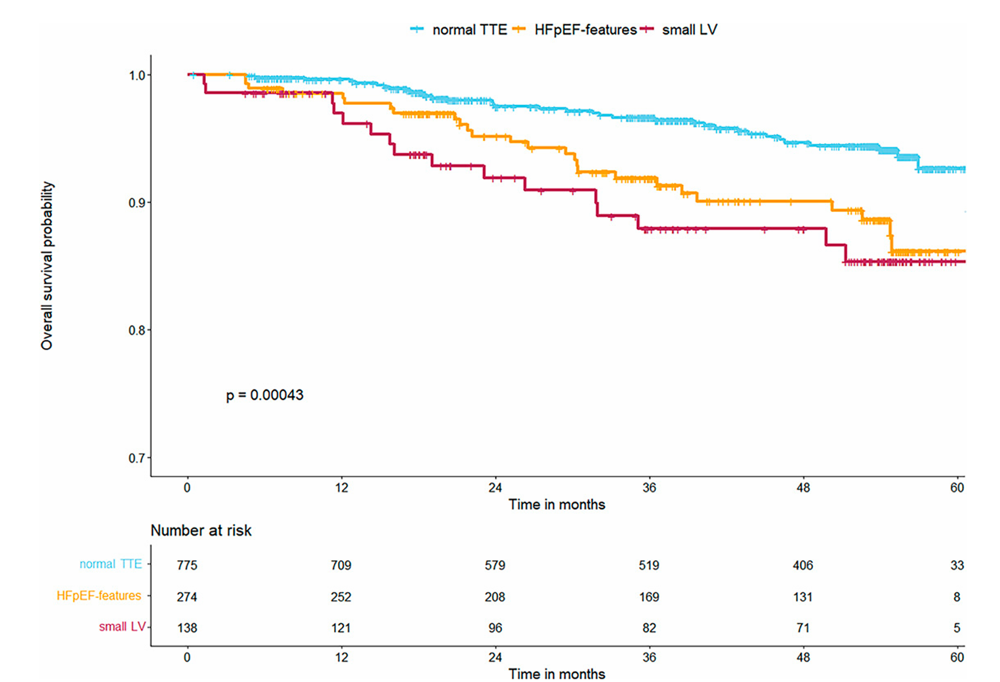 normal TTE HFpEF-features small LV
1.0
0.9
0.8
0.7
Overall survival probability
p = 0.00043
0 12 24 36 48 60
Time in months
Number at risk
normal TTE 775 709 579 519 406 33
HFpEF-features 274 252 208 169 131 8
small LV 138 121 96 82 71 5
0 12 24 36 48 60
Time in months